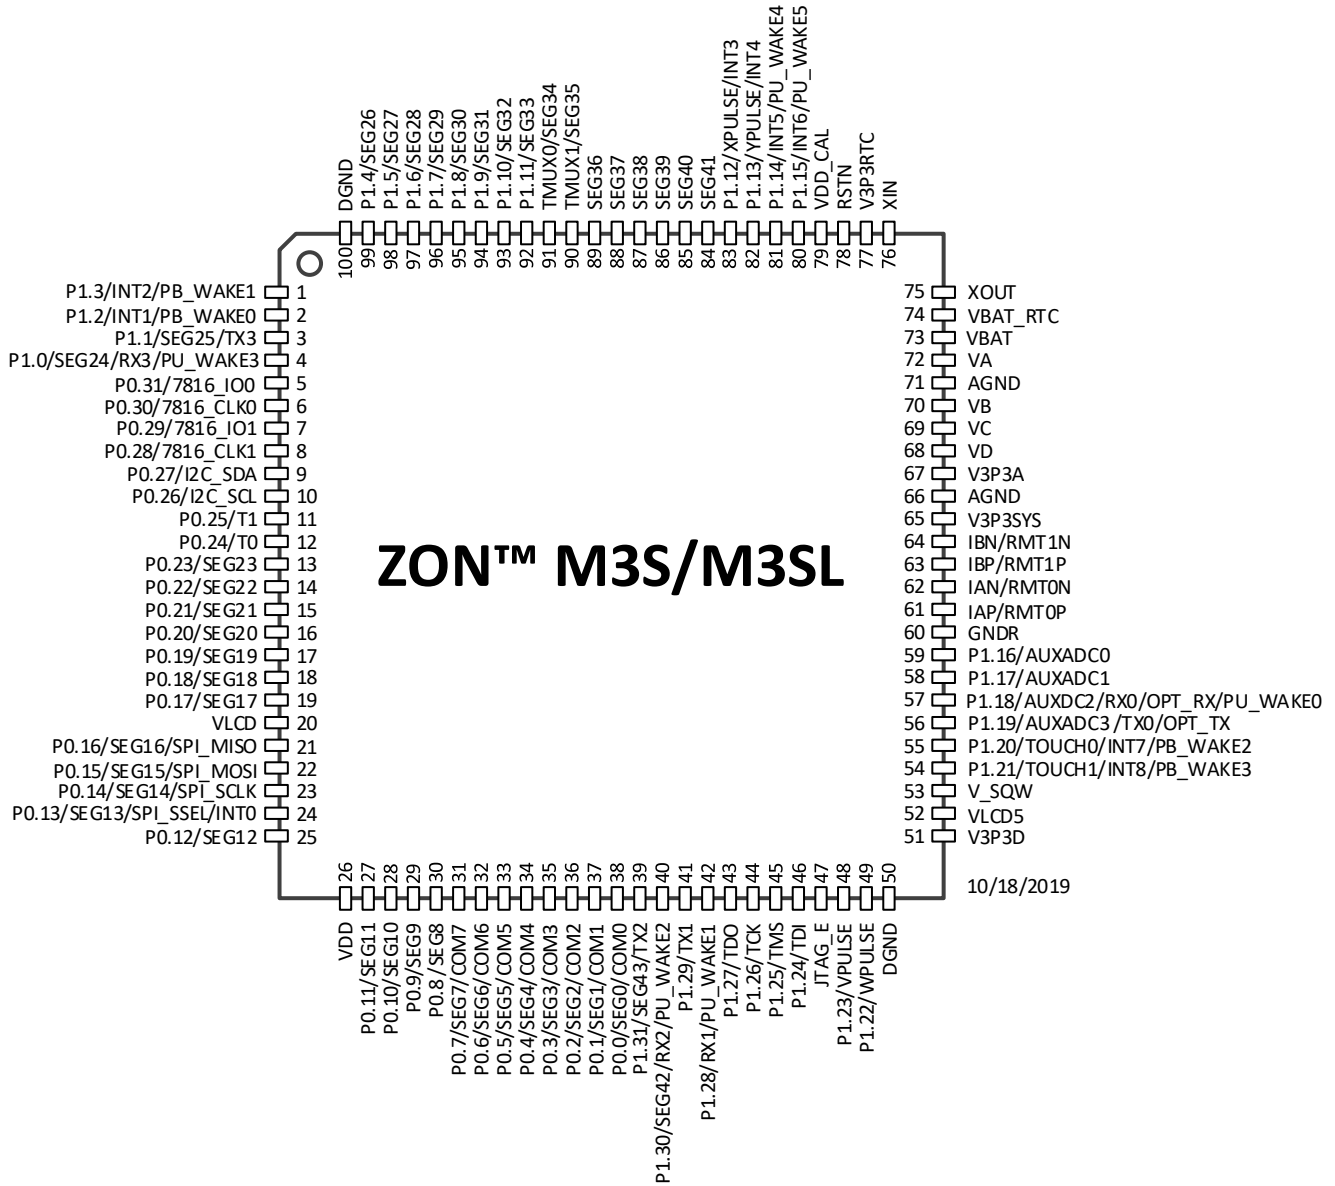 DGND
P1.4/SEG26
P1.5/SEG27
P1.6/SEG28
P1.7/SEG29
P1.8/SEG30
P1.9/SEG31
P1.10/SEG32
P1.11/SEG33
TMUX0/SEG34
TMUX1/SEG35
SEG36
SEG37
SEG38
SEG39
SEG40
SEG41
P1.12/XPULSE/INT3
P1.13/YPULSE/INT4
P1.14/INT5/PU_WAKE4
P1.15/INT6/PU_WAKE5
VDD_CAL
RSTN
V3P3RTC
XIN
100
99
98
97
96
95
94
93
92
91
90
89
88
87
86
85
84
83
82
81
80
79
78
77
76
P1.3/INT2/PB_WAKE1 1
P1.2/INT1/PB_WAKE0 2
P1.1/SEG25/TX3 3
P1.0/SEG24/RX3/PU_WAKE3 4
P0.31/7816_IO0 5
P0.30/7816_CLK0 6
P0.29/7816_IO1 7
P0.28/7816_CLK1 8
P0.27/I2C_SDA 9
P0.26/I2C_SCL 10
P0.25/T1 11
P0.24/T0 12
P0.23/SEG23 13
P0.22/SEG22 14
P0.21/SEG21 15
P0.20/SEG20 16
P0.19/SEG19 17
P0.18/SEG18 18
P0.17/SEG17 19
VLCD 20
P0.16/SEG16/SPI_MISO 21
P0.15/SEG15/SPI_MOSI 22
P0.14/SEG14/SPI_SCLK 23
P0.13/SEG13/SPI_SSEL/INT0 24
P0.12/SEG12 25
ZON™ M3S/M3SL
75 XOUT
74 VBAT_RTC
73 VBAT
72 VA
71 AGND
70 VB
69 VC
68 VD
67 V3P3A
66 AGND
65 V3P3SYS
64 IBN/RMT1N
63 IBP/RMT1P
62 IAN/RMT0N
61 IAP/RMT0P
60 GNDR
59 P1.16/AUXADC0
58 P1.17/AUXADC1
57 P1.18/AUXDC2/RX0/OPT_RX/PU_WAKE0
56 P1.19/AUXADC3/TX0/OPT_TX
55 P1.20/TOUCH0/INT7/PB_WAKE2
54 P1.21/TOUCH1/INT8/PB_WAKE3
53 V_SQW
52 VLCD5
51 V3P3D
10/18/2019
26
27
28
29
30
31
32
33
34
35
36
37
38
39
40
41
42
43
44
45
46
47
48
49
50
VDD
P0.11/SEG11
P0.10/SEG10
P0.9/SEG9
P0.8/SEG8
P0.7/SEG7/COM7
P0.6/SEG6/COM6
P0.5/SEG5/COM5
P0.4/SEG4/COM4
P0.3/SEG3/COM3
P0.2/SEG2/COM2
P0.1/SEG1/COM1
P0.0/SEG0/COM0
P1.31/SEG43/TX2
P1.30/SEG42/RX2/PU_WAKE2
P1.29/TX1
P1.28/RX1/PU_WAKE1
P1.27/TDO
P1.26/TCK
P1.25/TMS
P1.24/TDI
JTAG_E
P1.23/VPULSE
P1.22/WPULSE
DGND